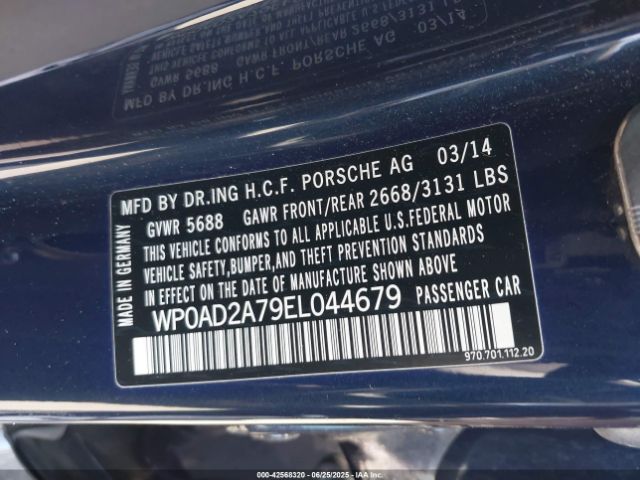 MFD BY DR.ING H.C.F. PORSCHE AG 03/14
GVWR 5688 GAWR FRONT/REAR 2668/3131 LBS
THIS VEHICLE CONFORMS TO ALL APPLICABLE U.S.FEDERAL MOTOR
VEHICLE SAFETY,BUMPER,AND THEFT PREVENTION STANDARDS
IN EFFECT ON THE DATE OF MANUFACTURE SHOWN ABOVE
WP0AD2A79EL044679 PASSENGER CAR
970.701.112.20
MADE IN GERMANY
000-42568320 - 06/25/2025 - IAAI.COM